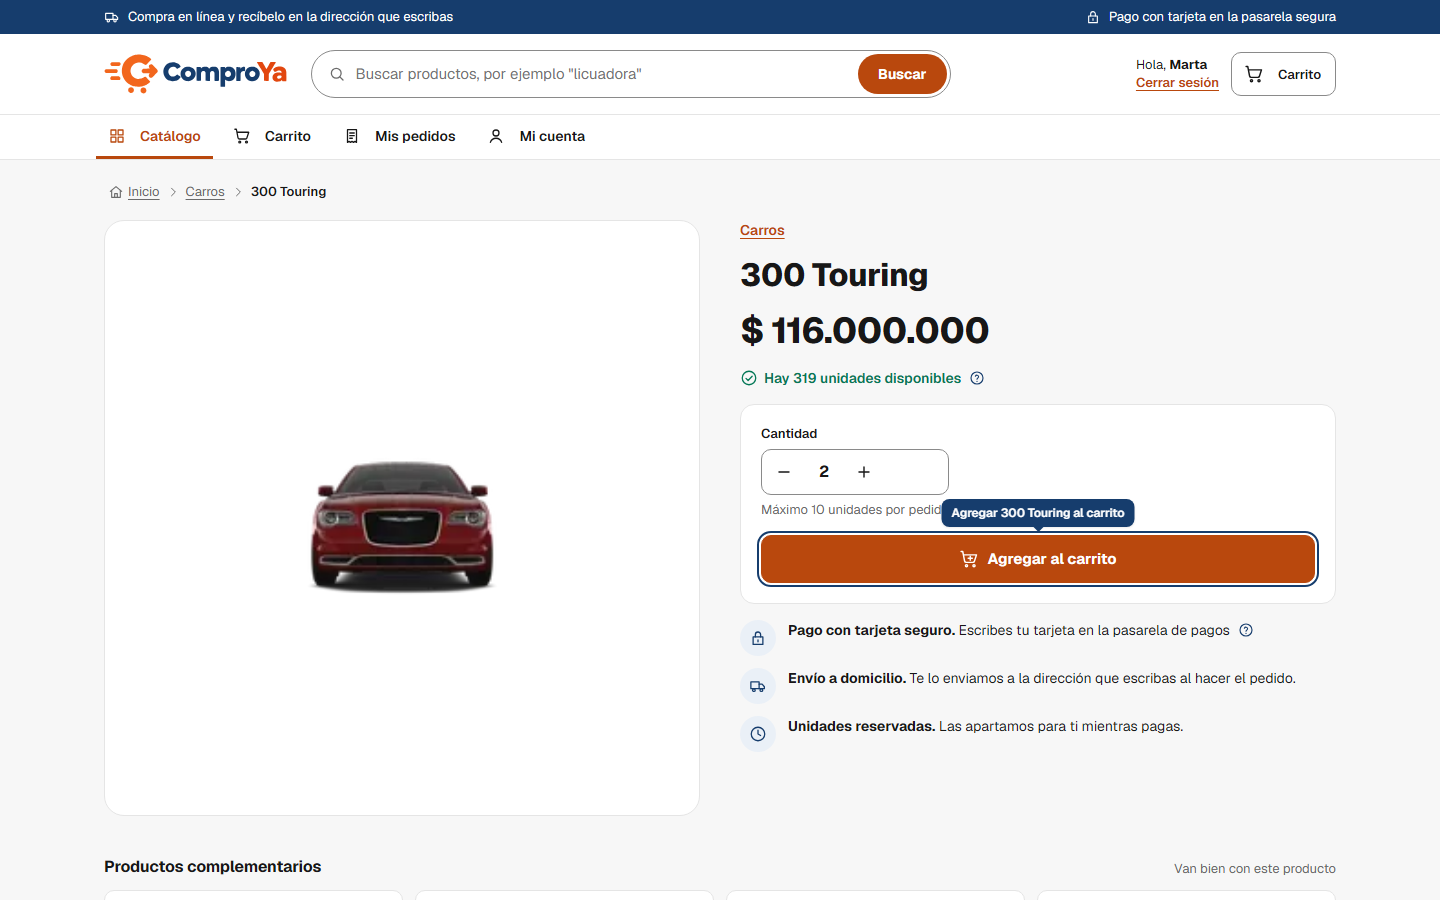 Compra en línea y recíbelo en la dirección que escribas
Pago con tarjeta en la pasarela segura
ComproYa
Buscar productos, por ejemplo "licuadora"
Buscar
Hola, Marta
Cerrar sesión
Carrito
Catálogo
Carrito
Mis pedidos
Mi cuenta
Inicio
Carros
300 Touring
Carros
300 Touring
$ 116.000.000
Hay 319 unidades disponibles
Cantidad
2
Máximo 10 unidades por
Agregar 300 Touring al carrito
Agregar al carrito
Pago con tarjeta seguro. Escribes tu tarjeta en la pasarela de pagos
Envío a domicilio. Te lo enviamos a la dirección que escribas al hacer el pedido.
Unidades reservadas. Las apartamos para ti mientras pagas.
Productos complementarios
Van bien con este producto